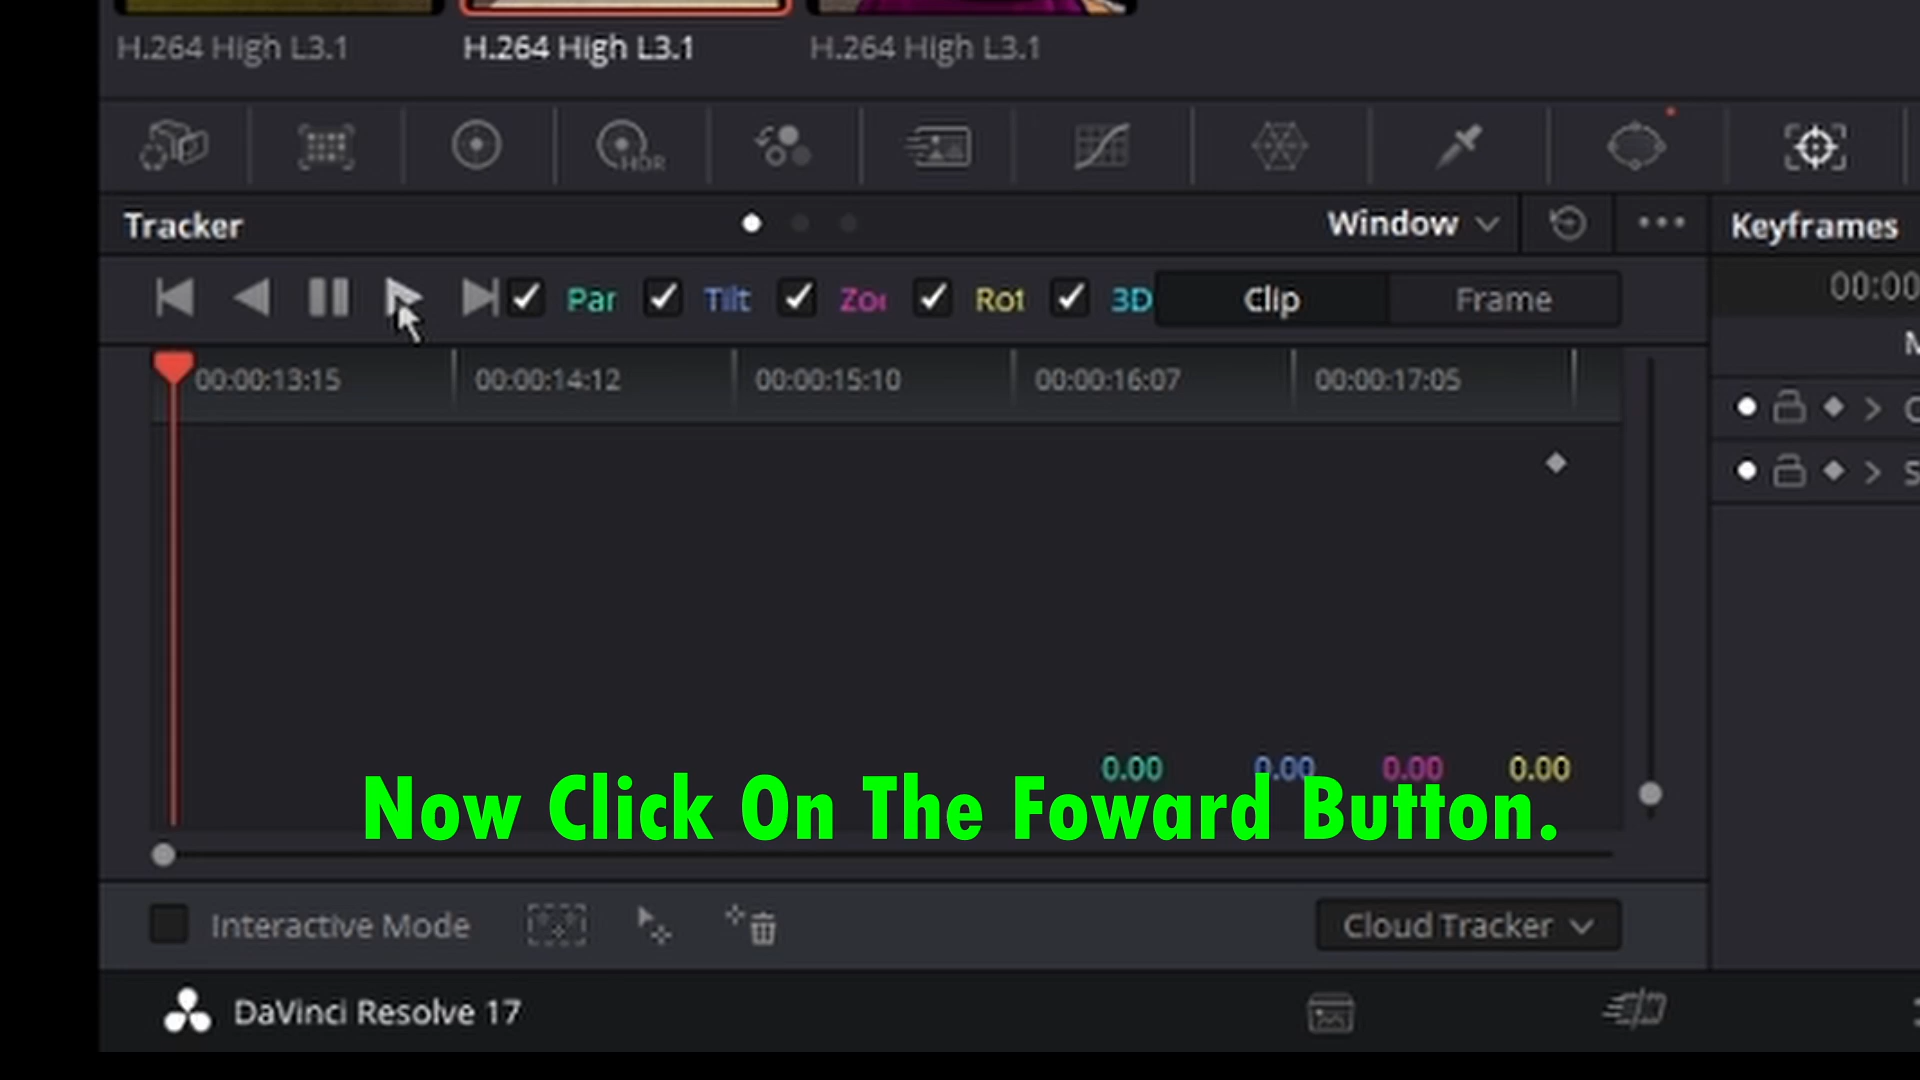 H.264 High L3.1 H.264 High L3.1 H.264 High L3.1
HDR
Tracker Window Keyframes
Par Tilt Zo Rot 3D Clip Frame 00:00
00:00:13:15 00:00:14:12 00:00:15:10 00:00:16:07 00:00:17:05
0.00 0.00 0.00 0.00
Now Click On The Foward Button.
Interactive Mode Cloud Tracker
DaVinci Resolve 17